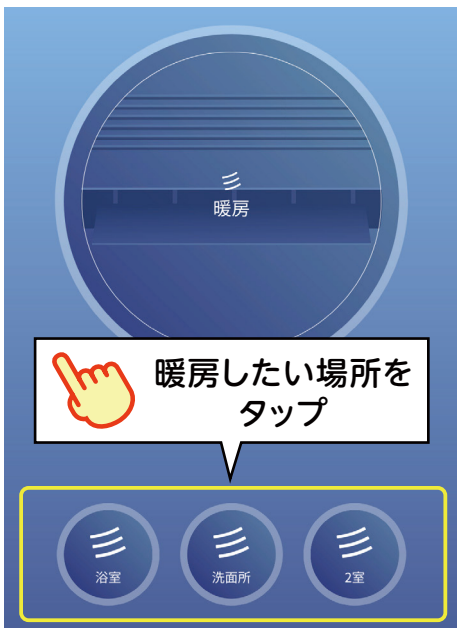 暖房
暖房したい場所を
タップ
浴室
洗面所
2室